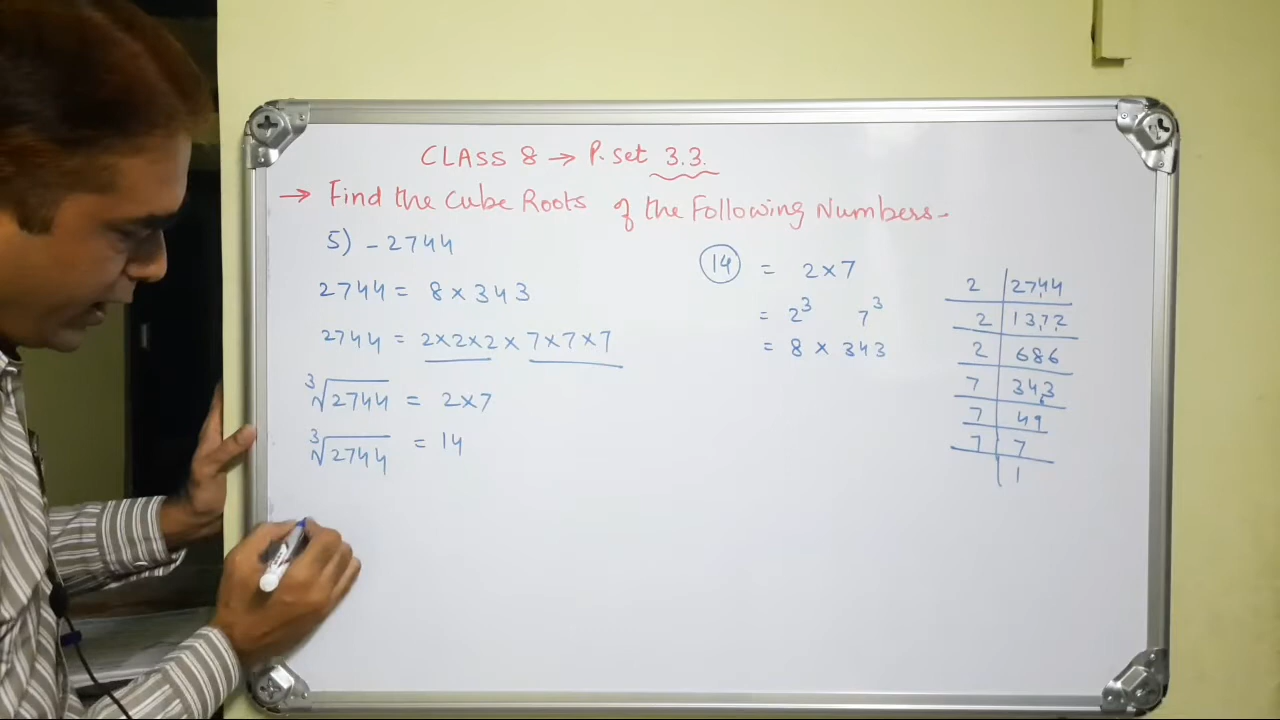 CLASS 8 → P. Set 3.3.
→ Find the Cube Roots of the Following Numbers.
5) - 2744
2744 = 8 × 343
2744 = 2×2×2 × 7×7×7
∛2744 = 2×7
∛2744 = 14
14 = 2×7
= 2³ 7³
= 8 × 343
2 | 2744
2 | 1372
2 | 686
7 | 343
7 | 49
7 | 7
| 1